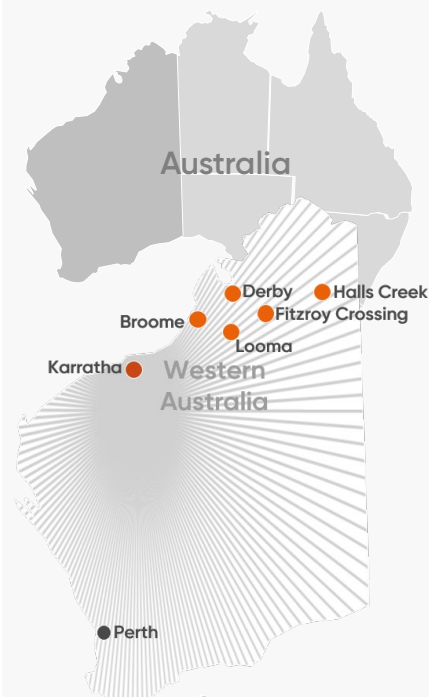 Australia
Derby
Halls Creek
Fitzroy Crossing
Broome
Looma
Karratha
Western
Australia
Perth